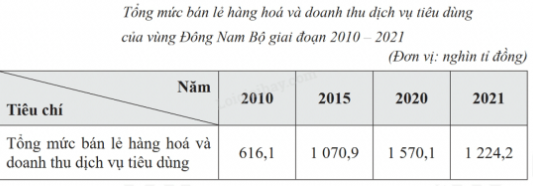 Tổng mức bán lẻ hàng hoá và doanh thu dịch vụ tiêu dùng
của vùng Đông Nam Bộ giai đoạn 2010 – 2021
(Đơn vị: nghìn tỉ đồng)
Năm
Tiêu chí
2010 2015 2020 2021
Tổng mức bán lẻ hàng hoá và
doanh thu dịch vụ tiêu dùng
616,1 1 070,9 1 570,1 1 224,2